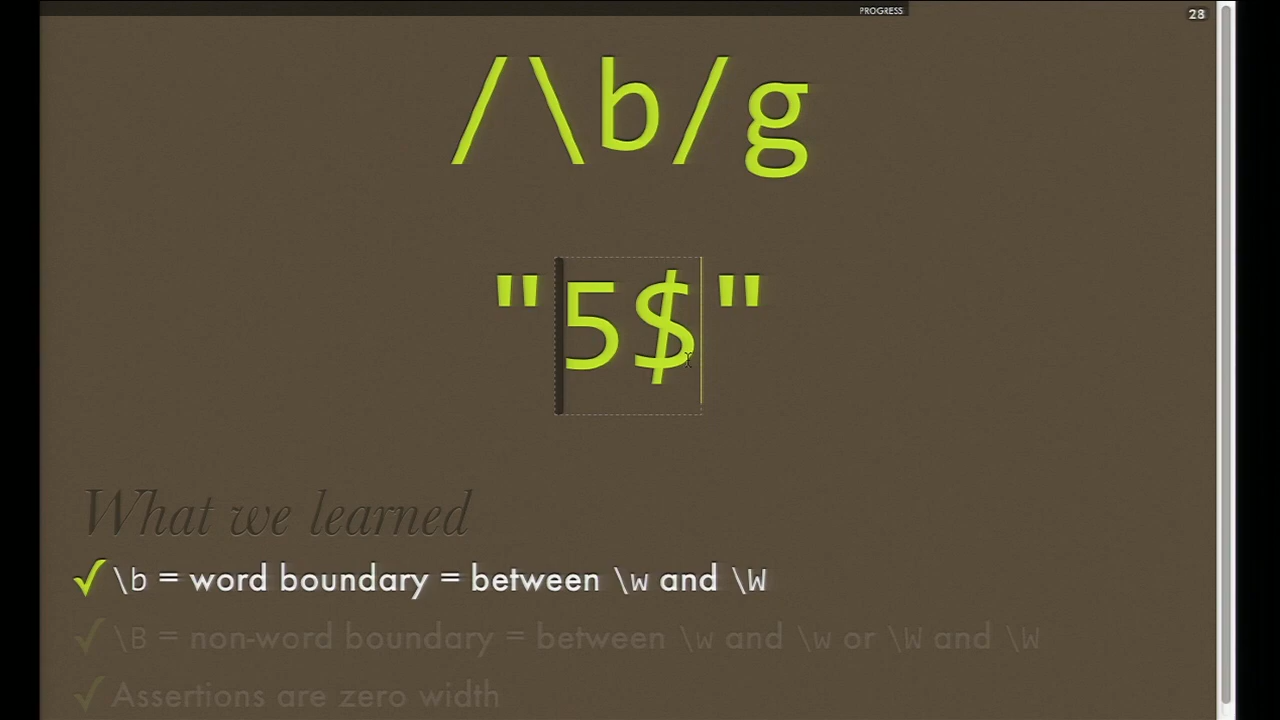 PROGRESS
28
/\b/g
"5$"
What we learned
✓ \b = word boundary = between \w and \W
✓ \B = non-word boundary = between \w and \w or \W and \W
✓ Assertions are zero width